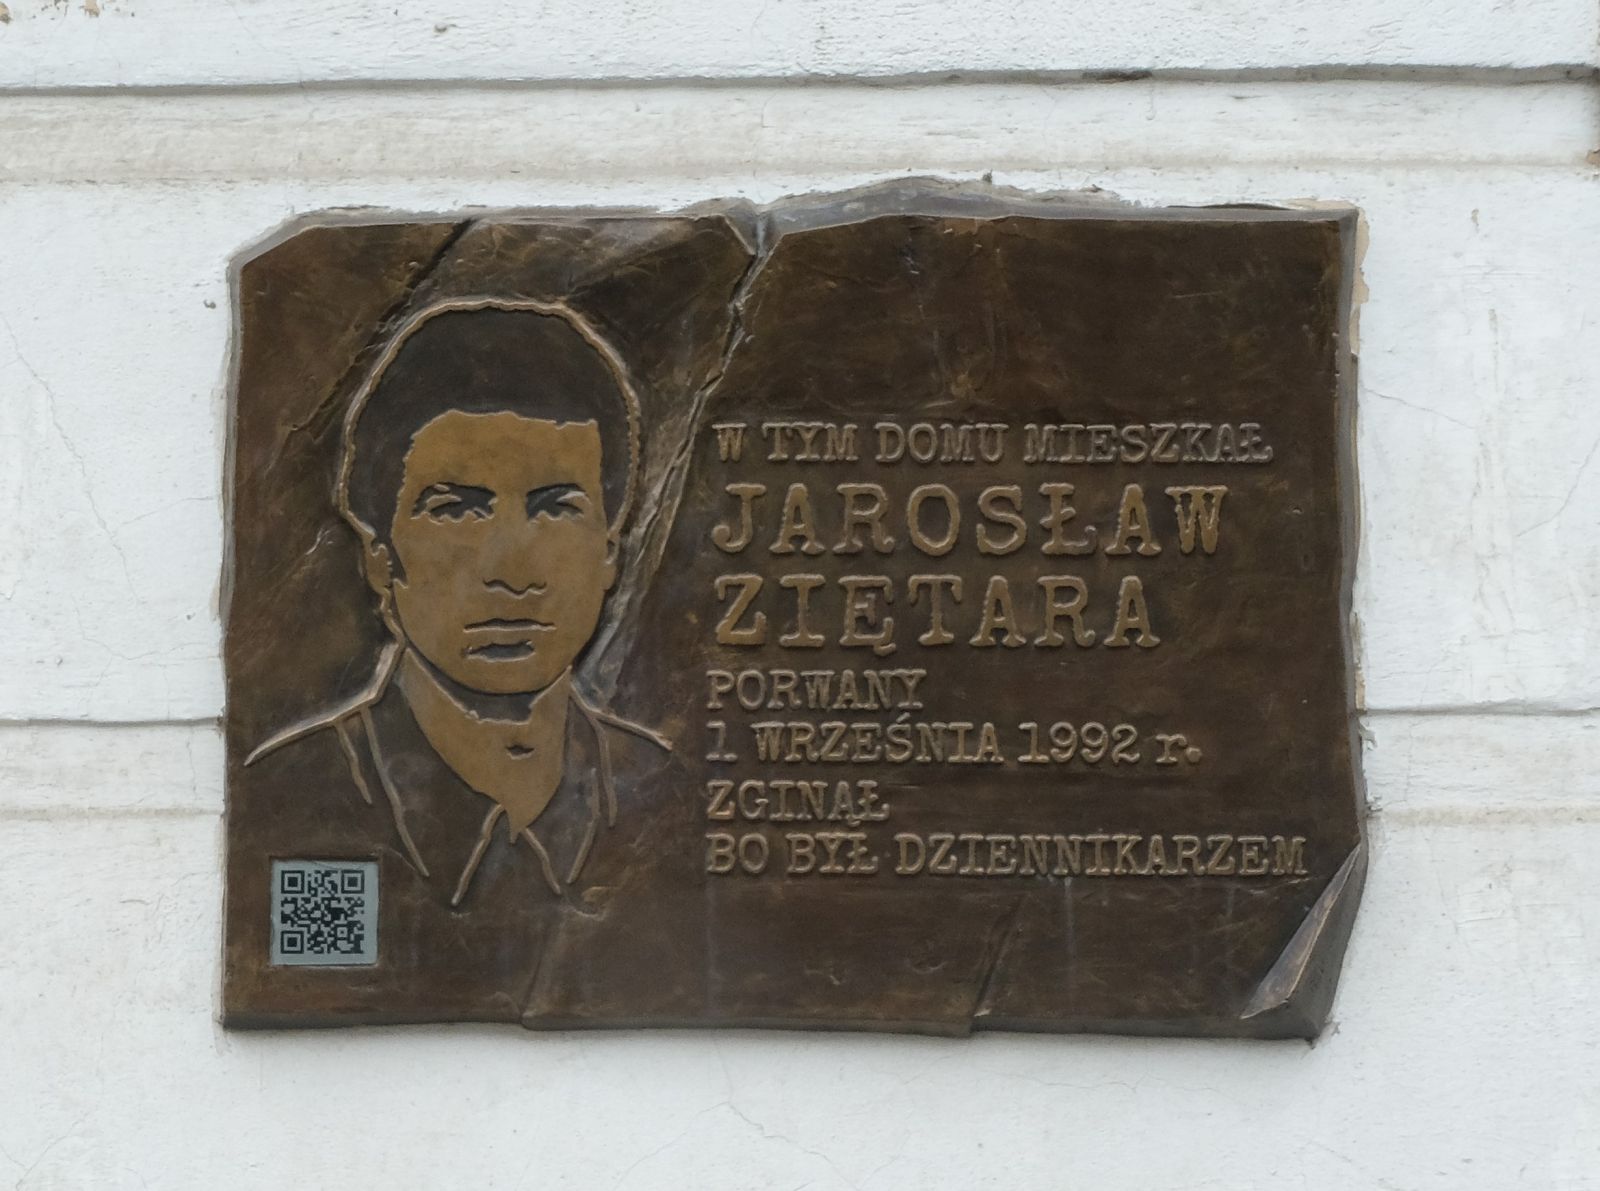 W TYM DOMU MIESZKAŁ
JAROSŁAW
ZIĘTARA
PORWANY
1 WRZEŚNIA 1992 r.
ZGINĄŁ
BO BYŁ DZIENNIKARZEM